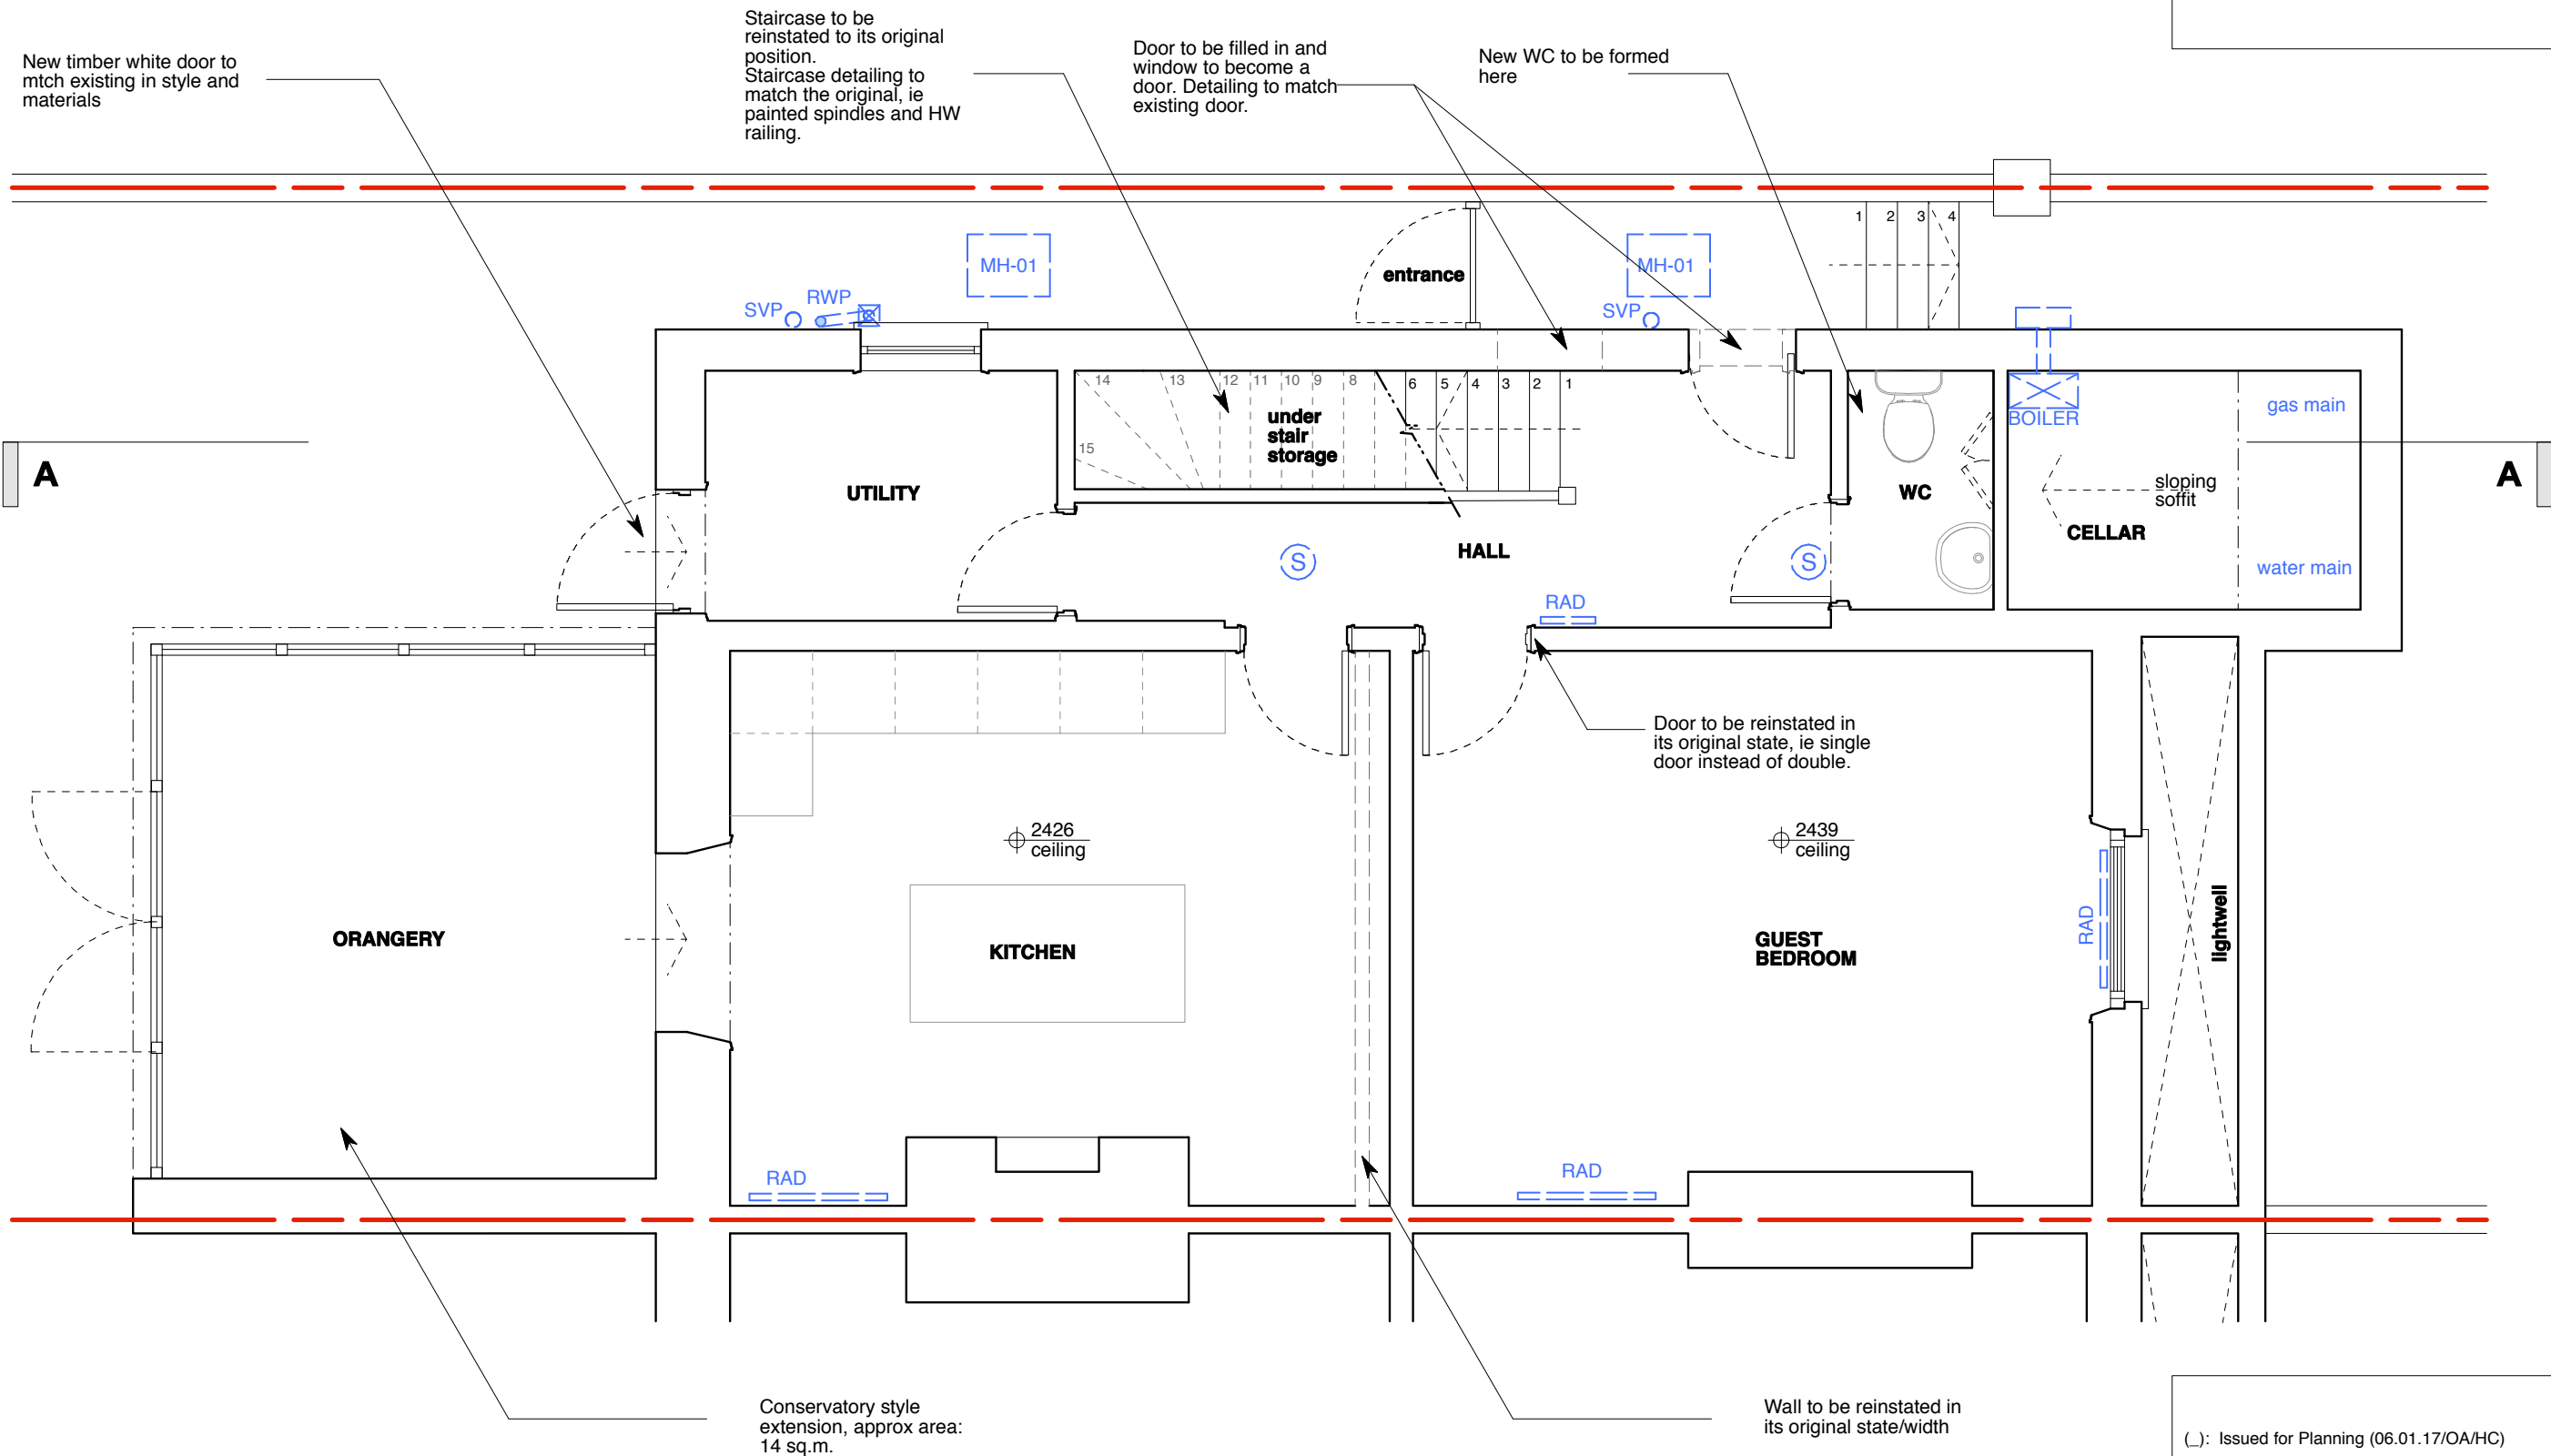 Staircase to be
reinstated to its original
position.
Staircase detailing to
match the original, ie
painted spindles and HW
railing.
New timber white door to
mtch existing in style and
materials
Door to be filled in and
window to become a
door. Detailing to match
existing door.
New WC to be formed
here
1 2 3 4
MH-01
entrance
MH-01
SVP
RWP
SVP
14 13 12 11 10 9 8 6 5 4 3 2 1
15
under
stair
storage
BOILER
gas main
A
UTILITY
WC
sloping
soffit
A
CELLAR
S
HALL
S
water main
RAD
Door to be reinstated in
its original state, ie single
door instead of double.
2426
ceiling
2439
ceiling
ORANGERY
KITCHEN
GUEST
BEDROOM
RAD
lightwell
RAD
RAD
Conservatory style
extension, approx area:
14 sq.m.
Wall to be reinstated in
its original state/width
(_): Issued for Planning (06.01.17/OA/HC)